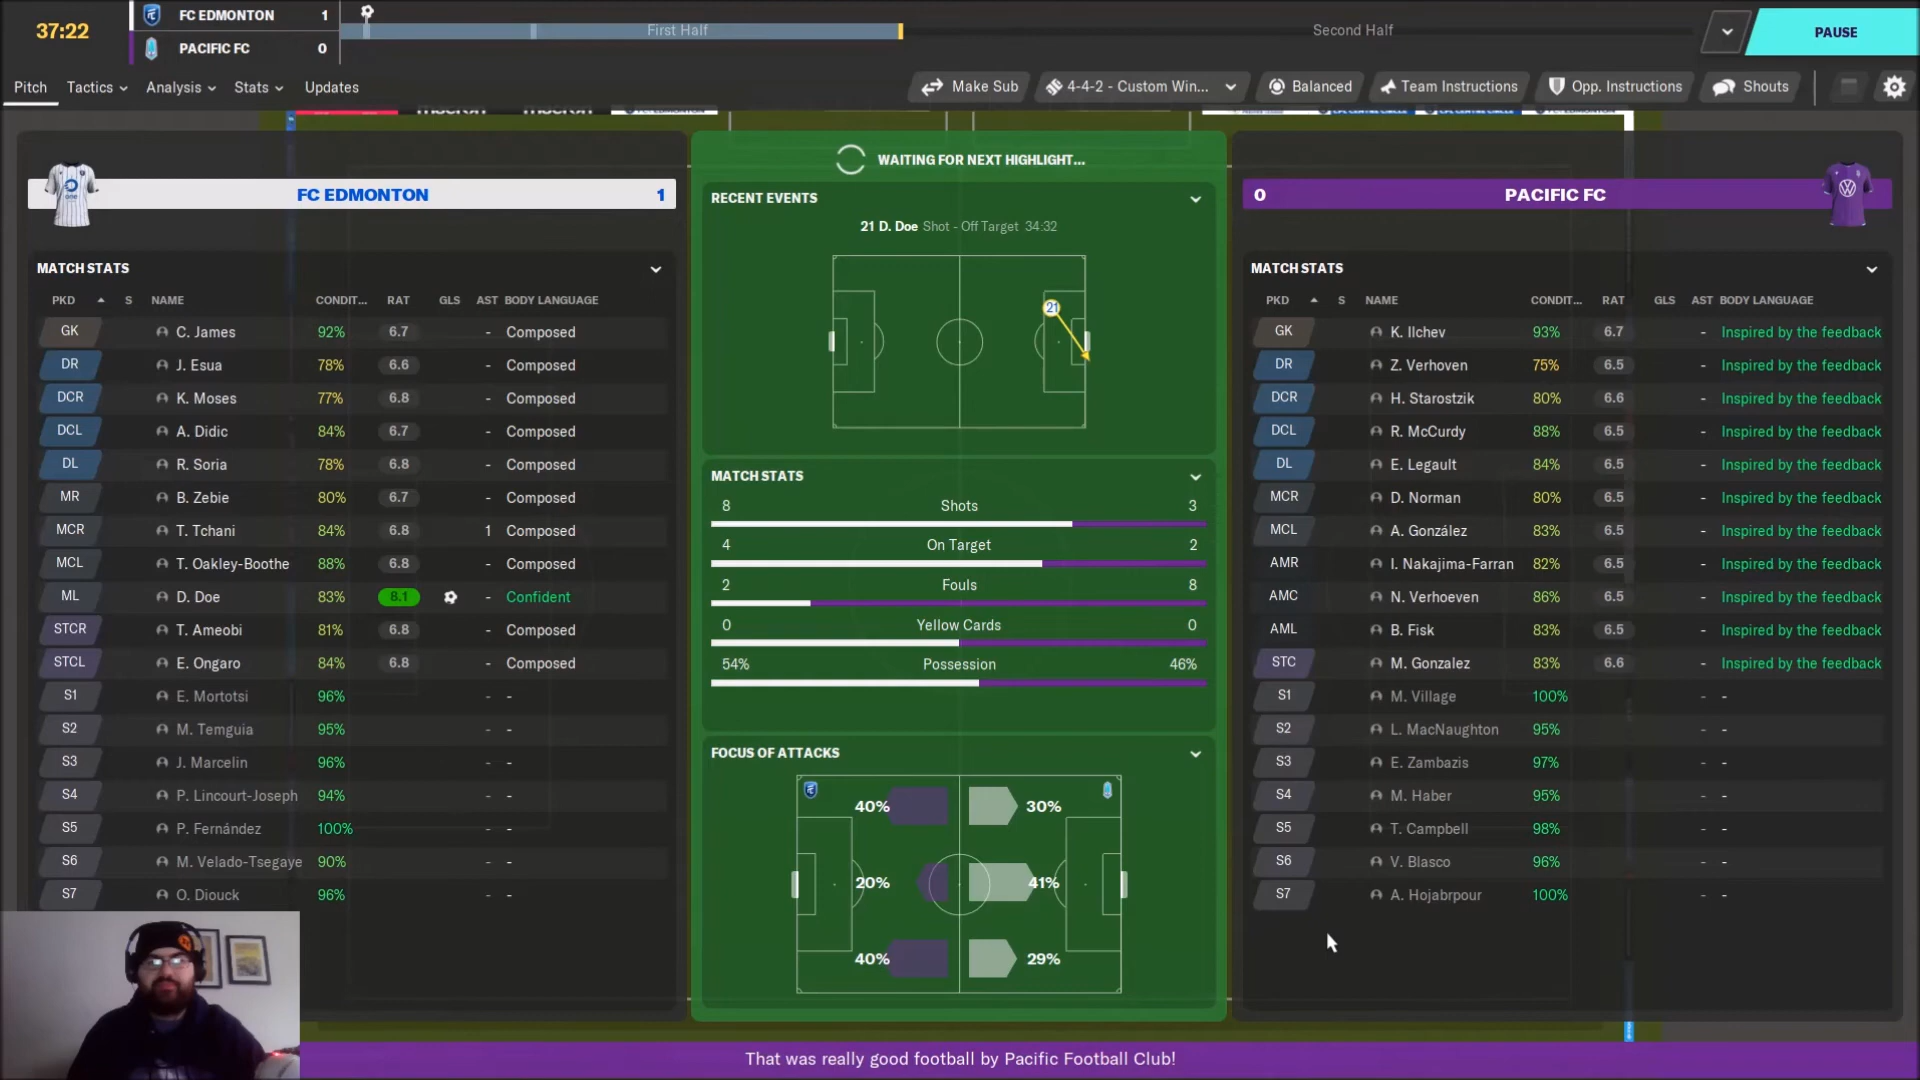 37:22
FC EDMONTON 1
PACIFIC FC 0
First Half
Second Half
PAUSE
Pitch
Tactics
Analysis
Stats
Updates
Make Sub
4-4-2 - Custom Win...
Balanced
Team Instructions
Opp. Instructions
Shouts
FC EDMONTON 1
MATCH STATS
PKD S NAME CONDIT... RAT GLS AST BODY LANGUAGE
GK C. James 92% 6.7 - Composed
DR J. Esua 78% 6.6 - Composed
DCR K. Moses 77% 6.8 - Composed
DCL A. Didic 84% 6.7 - Composed
DL R. Soria 78% 6.8 - Composed
MR B. Zebie 80% 6.7 - Composed
MCR T. Tchani 84% 6.8 1 Composed
MCL T. Oakley-Boothe 88% 6.8 - Composed
ML D. Doe 83% 8.1 - Confident
STCR T. Ameobi 81% 6.8 - Composed
STCL E. Ongaro 84% 6.8 - Composed
S1 E. Mortotsi 96% - -
S2 M. Temguia 95% - -
S3 J. Marcelin 96% - -
S4 P. Lincourt-Joseph 94% - -
S5 P. Fernández 100% - -
S6 M. Velado-Tsegaye 90% - -
S7 O. Diouck 96% - -
WAITING FOR NEXT HIGHLIGHT...
RECENT EVENTS
21 D. Doe Shot - Off Target 34:32
21
MATCH STATS
8 Shots 3
4 On Target 2
2 Fouls 8
0 Yellow Cards 0
54% Possession 46%
FOCUS OF ATTACKS
40% 30%
20% 41%
40% 29%
0 PACIFIC FC
MATCH STATS
PKD S NAME CONDIT... RAT GLS AST BODY LANGUAGE
GK K. Ilchev 93% 6.7 - Inspired by the feedback
DR Z. Verhoven 75% 6.5 - Inspired by the feedback
DCR H. Starostzik 80% 6.6 - Inspired by the feedback
DCL R. McCurdy 88% 6.5 - Inspired by the feedback
DL E. Legault 84% 6.5 - Inspired by the feedback
MCR D. Norman 80% 6.5 - Inspired by the feedback
MCL A. González 83% 6.5 - Inspired by the feedback
AMR I. Nakajima-Farran 82% 6.5 - Inspired by the feedback
AMC N. Verhoeven 86% 6.5 - Inspired by the feedback
AML B. Fisk 83% 6.5 - Inspired by the feedback
STC M. Gonzalez 83% 6.6 - Inspired by the feedback
S1 M. Village 100% - -
S2 L. MacNaughton 95% - -
S3 E. Zambazis 97% - -
S4 M. Haber 95% - -
S5 T. Campbell 98% - -
S6 V. Blasco 96% - -
S7 A. Hojabrpour 100% - -
That was really good football by Pacific Football Club!